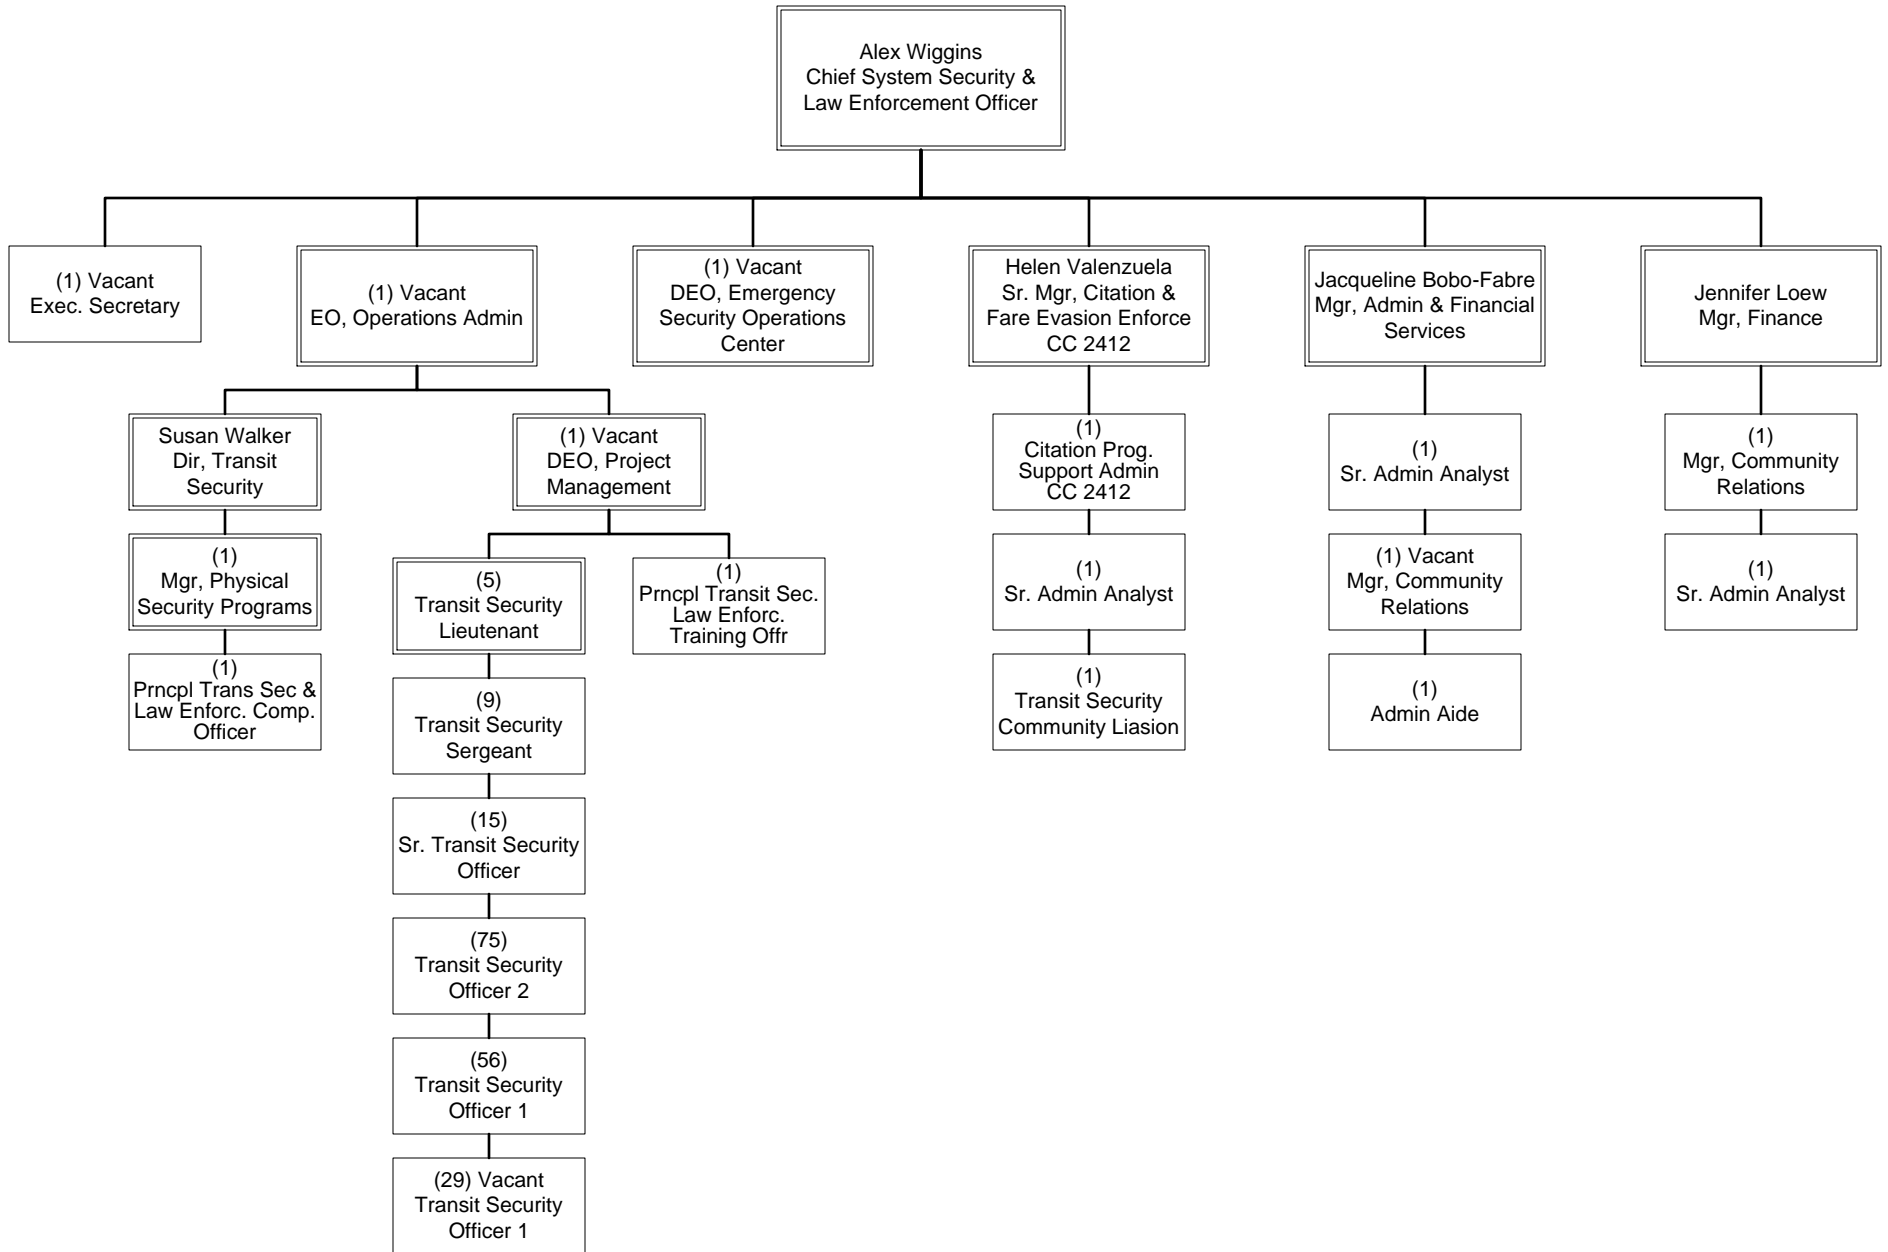 Alex Wiggins
Chief System Security &
Law Enforcement Officer
(1) Vacant
Exec. Secretary
(1) Vacant
EO, Operations Admin
(1) Vacant
DEO, Emergency
Security Operations
Center
Helen Valenzuela
Sr. Mgr, Citation &
Fare Evasion Enforce
CC 2412
Jacqueline Bobo-Fabre
Mgr, Admin & Financial
Services
Jennifer Loew
Mgr, Finance
Susan Walker
Dir, Transit
Security
(1) Vacant
DEO, Project
Management
(1)
Citation Prog.
Support Admin
CC 2412
(1)
Sr. Admin Analyst
(1)
Mgr, Community
Relations
(1)
Mgr, Physical
Security Programs
(5)
Transit Security
Lieutenant
(1)
Prncpl Transit Sec.
Law Enforc.
Training Offr
(1)
Sr. Admin Analyst
(1) Vacant
Mgr, Community
Relations
(1)
Sr. Admin Analyst
(1)
Prncpl Trans Sec &
Law Enforc. Comp.
Officer
(9)
Transit Security
Sergeant
(1)
Transit Security
Community Liasion
(1)
Admin Aide
(15)
Sr. Transit Security
Officer
(75)
Transit Security
Officer 2
(56)
Transit Security
Officer 1
(29) Vacant
Transit Security
Officer 1